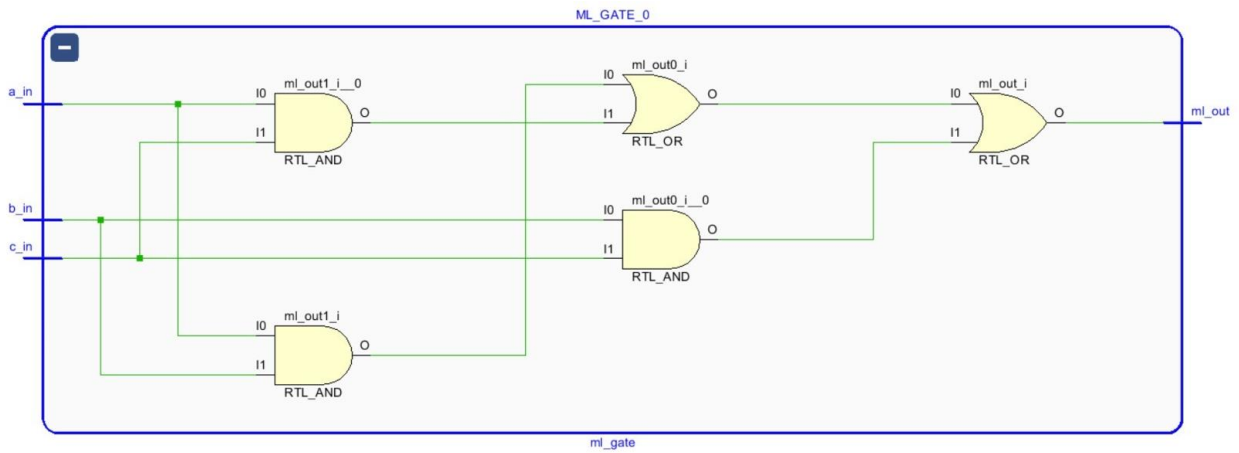 ML_GATE_0
ml_out1_i__0
a_in
I0
I1
O
RTL_AND
ml_out0_i
I0
I1
O
RTL_OR
ml_out_i
I0
I1
O
RTL_OR
ml_out
b_in
c_in
ml_out0_i__0
I0
I1
O
RTL_AND
ml_out1_i
I0
I1
O
RTL_AND
ml_gate